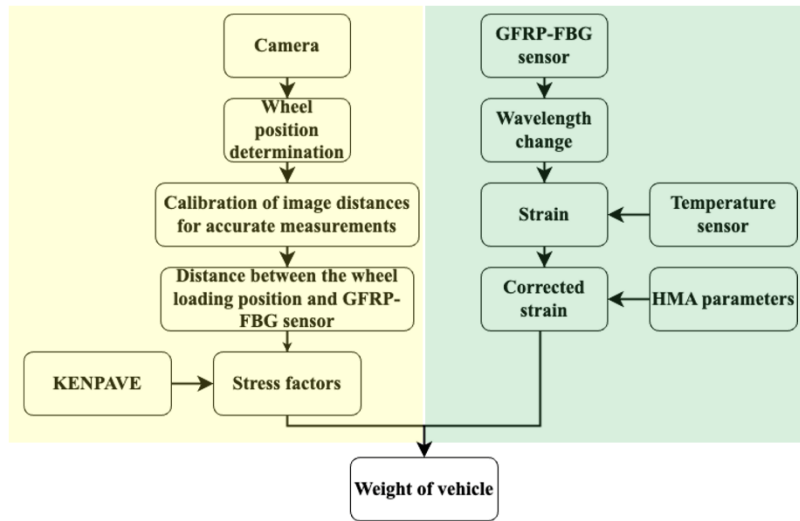 Camera
Wheel
position
determination
Calibration of image distances
for accurate measurements
Distance between the wheel
loading position and GFRP-
FBG sensor
KENPAVE
Stress factors
GFRP-FBG
sensor
Wavelength
change
Strain
Temperature
sensor
Corrected
strain
HMA parameters
Weight of vehicle